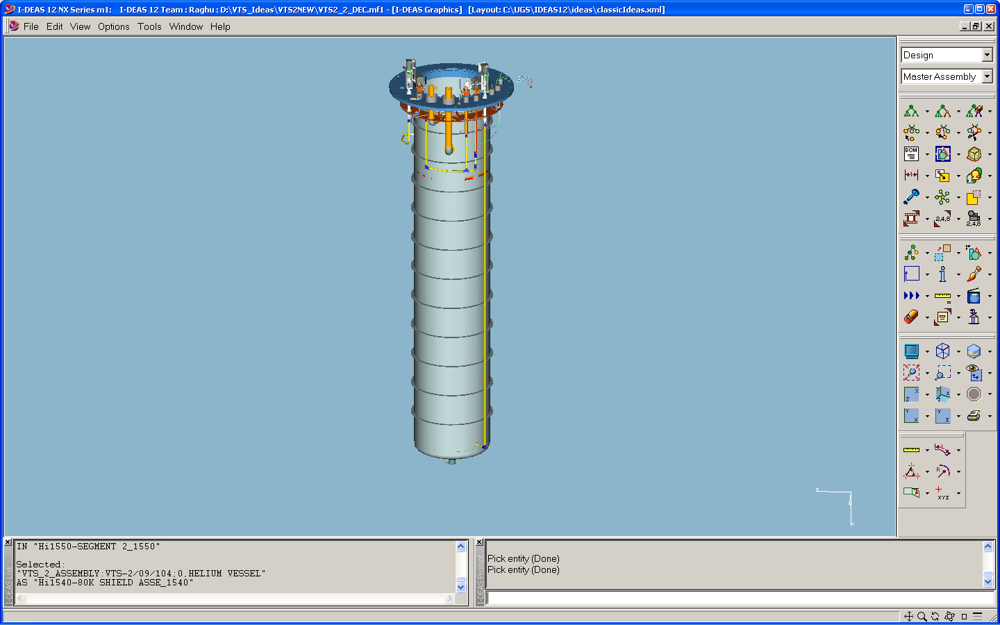 I-DEAS 12 NX Series m1:    I-DEAS 12 Team : Raghu : D:\VTS_Ideas\VTS2NEW\VTS2_2_DEC.mf1 - [I-DEAS Graphics]   [Layout: C:\UGS\IDEAS12\ideas\classicIdeas.xml]
File Edit View Options Tools Window Help
Design
Master Assembly
BOM
2,4,8
2,4,8
X
Z
Y
X
Z
Y
X
Y
Z
L
R
XYZ
Z
Y
X
I-DEAS List
IN "Hi1550-SEGMENT 2_1550"
Selected:
"VTS_2_ASSEMBLY:VTS-2/09/104;0,HELIUM VESSEL"
AS "Hi1540-80K SHIELD ASSE_1540"
I-DEAS Prompt
Pick entity (Done)
Pick entity (Done)